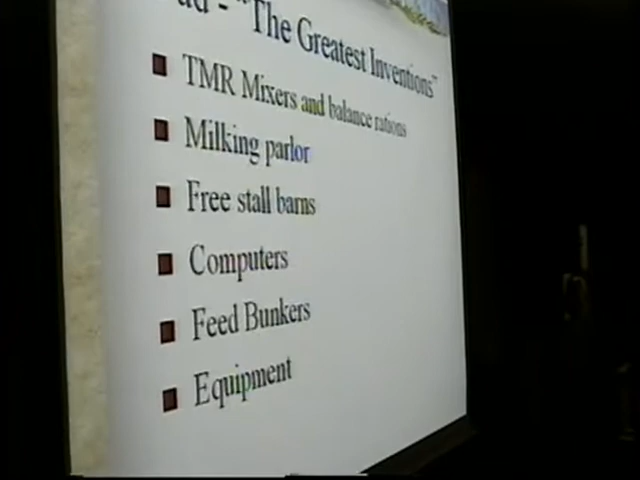 - "The Greatest Inventions"
TMR Mixers and balance rations
Milking parlor
Free stall barns
Computers
Feed Bunkers
Equipment